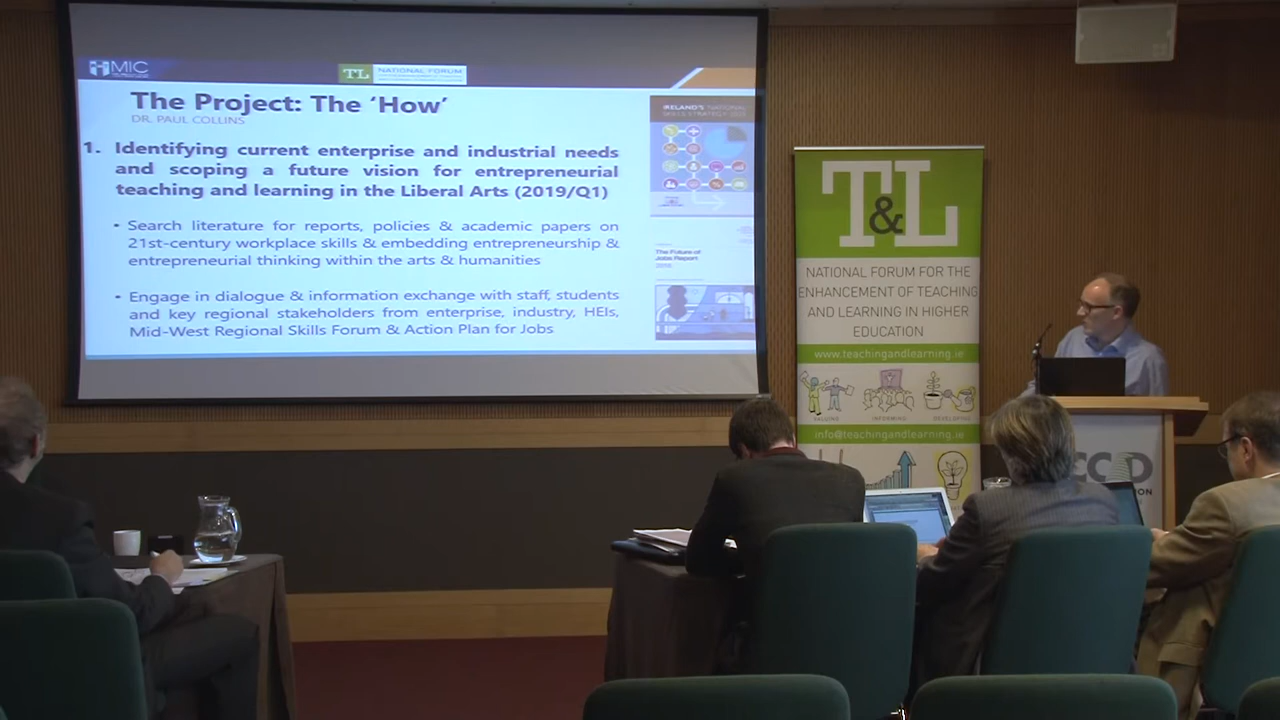 MIC
TL NATIONAL FORUM
The Project: The ‘How’
DR. PAUL COLLINS
1. Identifying current enterprise and industrial needs
and scoping a future vision for entrepreneurial
teaching and learning in the Liberal Arts (2019/Q1)
• Search literature for reports, policies & academic papers on
21st-century workplace skills & embedding entrepreneurship &
entrepreneurial thinking within the arts & humanities
• Engage in dialogue & information exchange with staff, students
and key regional stakeholders from enterprise, industry, HEIs,
Mid-West Regional Skills Forum & Action Plan for Jobs
IRELAND'S NATIONAL
SKILLS STRATEGY
The Future of
Jobs Report
T&L
NATIONAL FORUM FOR THE
ENHANCEMENT OF TEACHING
AND LEARNING IN HIGHER
EDUCATION
www.teachingandlearning.ie
VALUING INFORMING DEVELOPING
info@teachingandlearning.ie